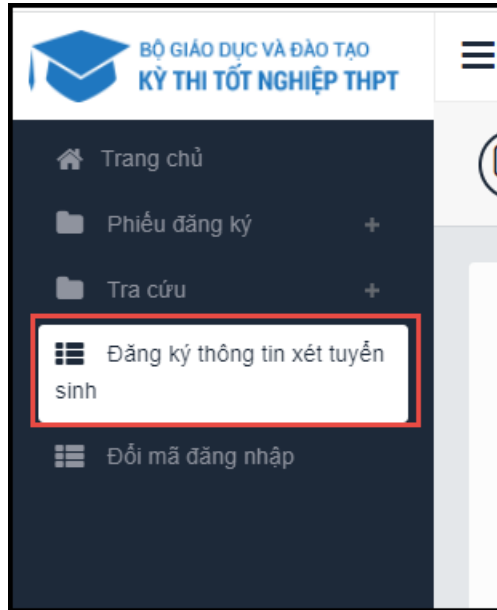 BỘ GIÁO DỤC VÀ ĐÀO TẠO
KỲ THI TỐT NGHIỆP THPT
Trang chủ
Phiếu đăng ký +
Tra cứu +
Đăng ký thông tin xét tuyển
sinh
Đổi mã đăng nhập